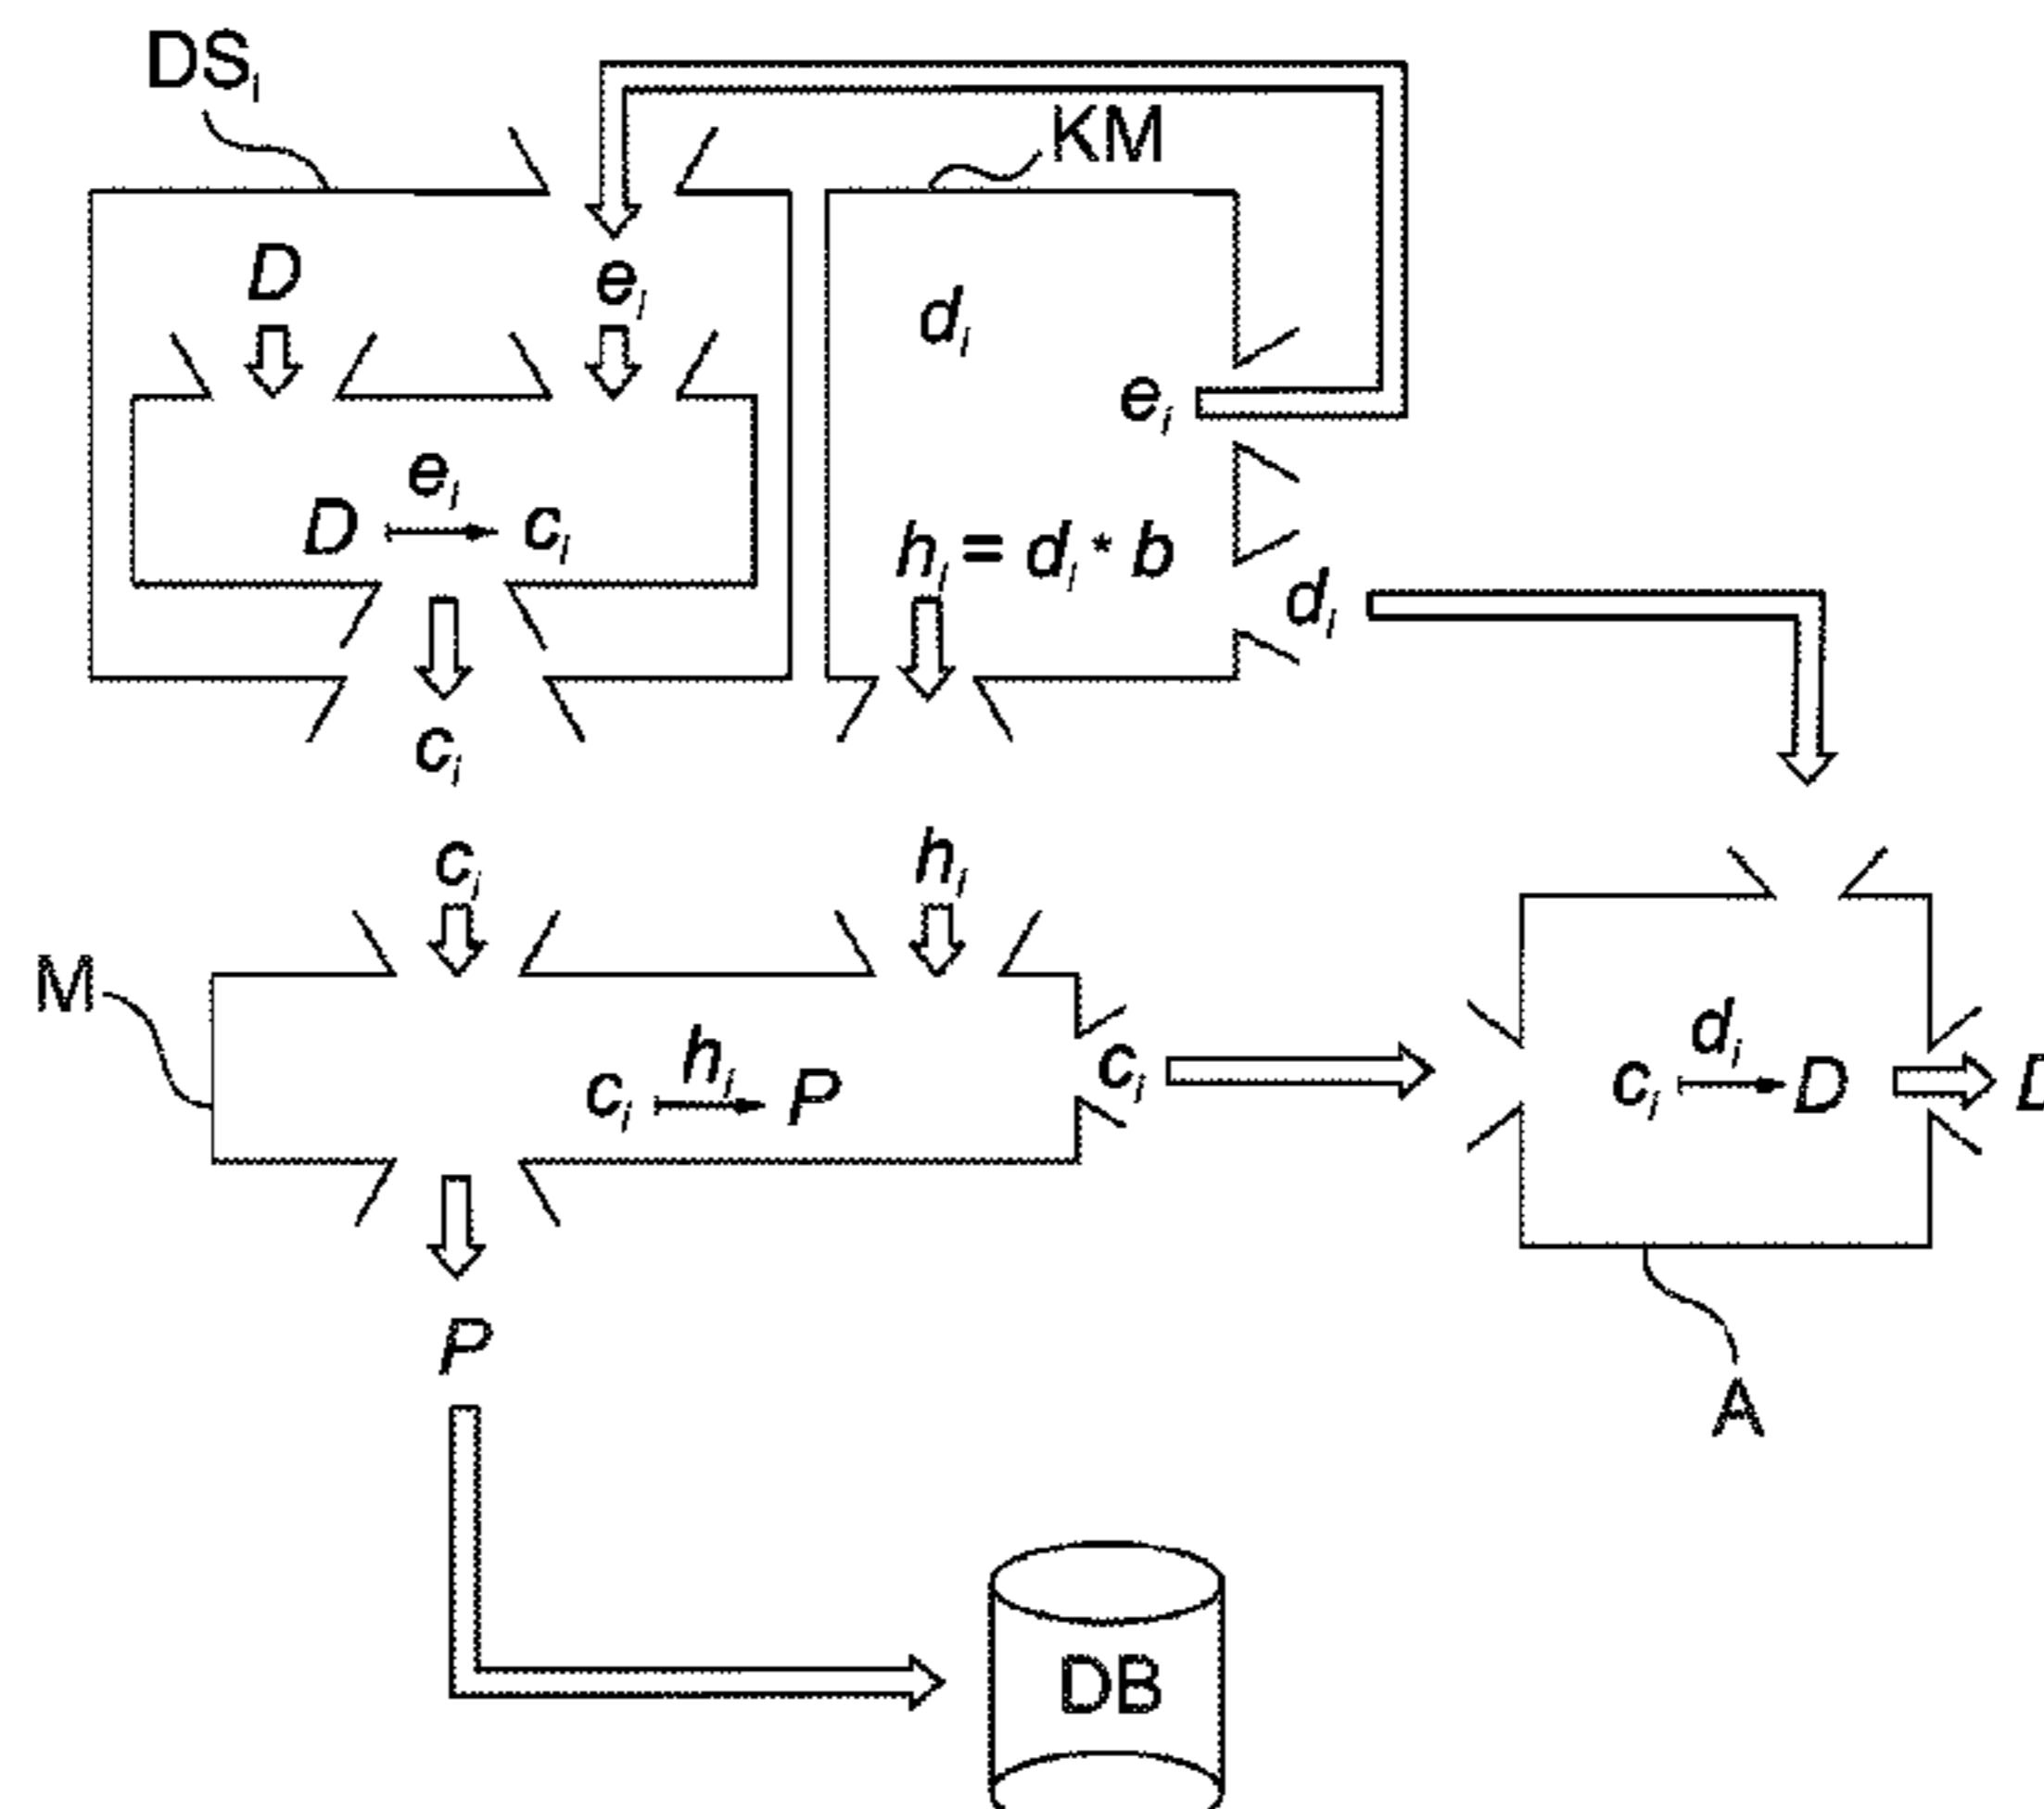 DSᵢ
KM
D
eᵢ
dᵢ
eᵢ
eᵢ
D → cᵢ
hᵢ = dᵢ * b
dᵢ
cᵢ
cᵢ
hᵢ
M
hᵢ
cᵢ → P
cᵢ
dᵢ
cᵢ → D
D
P
A
DB